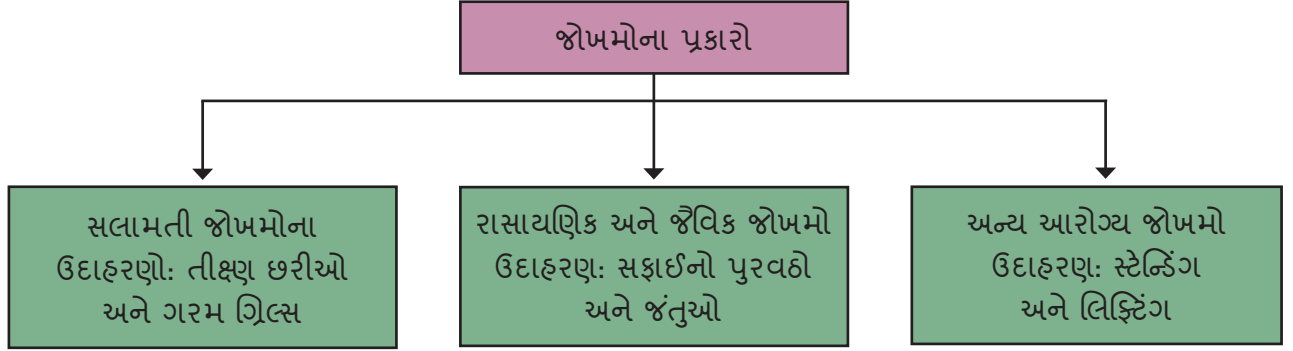 જોખમોના પ્રકારો
સલામતી જોખમોના
ઉદાહરણો: તીક્ષ્ણ છરીઓ
અને ગરમ ગ્રિલ્સ
રાસાયણિક અને જૈવિક જોખમો
ઉદાહરણ: સફાઈનો પુરવઠો
અને જંતુઓ
અન્ય આરોગ્ય જોખમો
ઉદાહરણ: સ્ટેન્ડિંગ
અને લિફ્ટિંગ